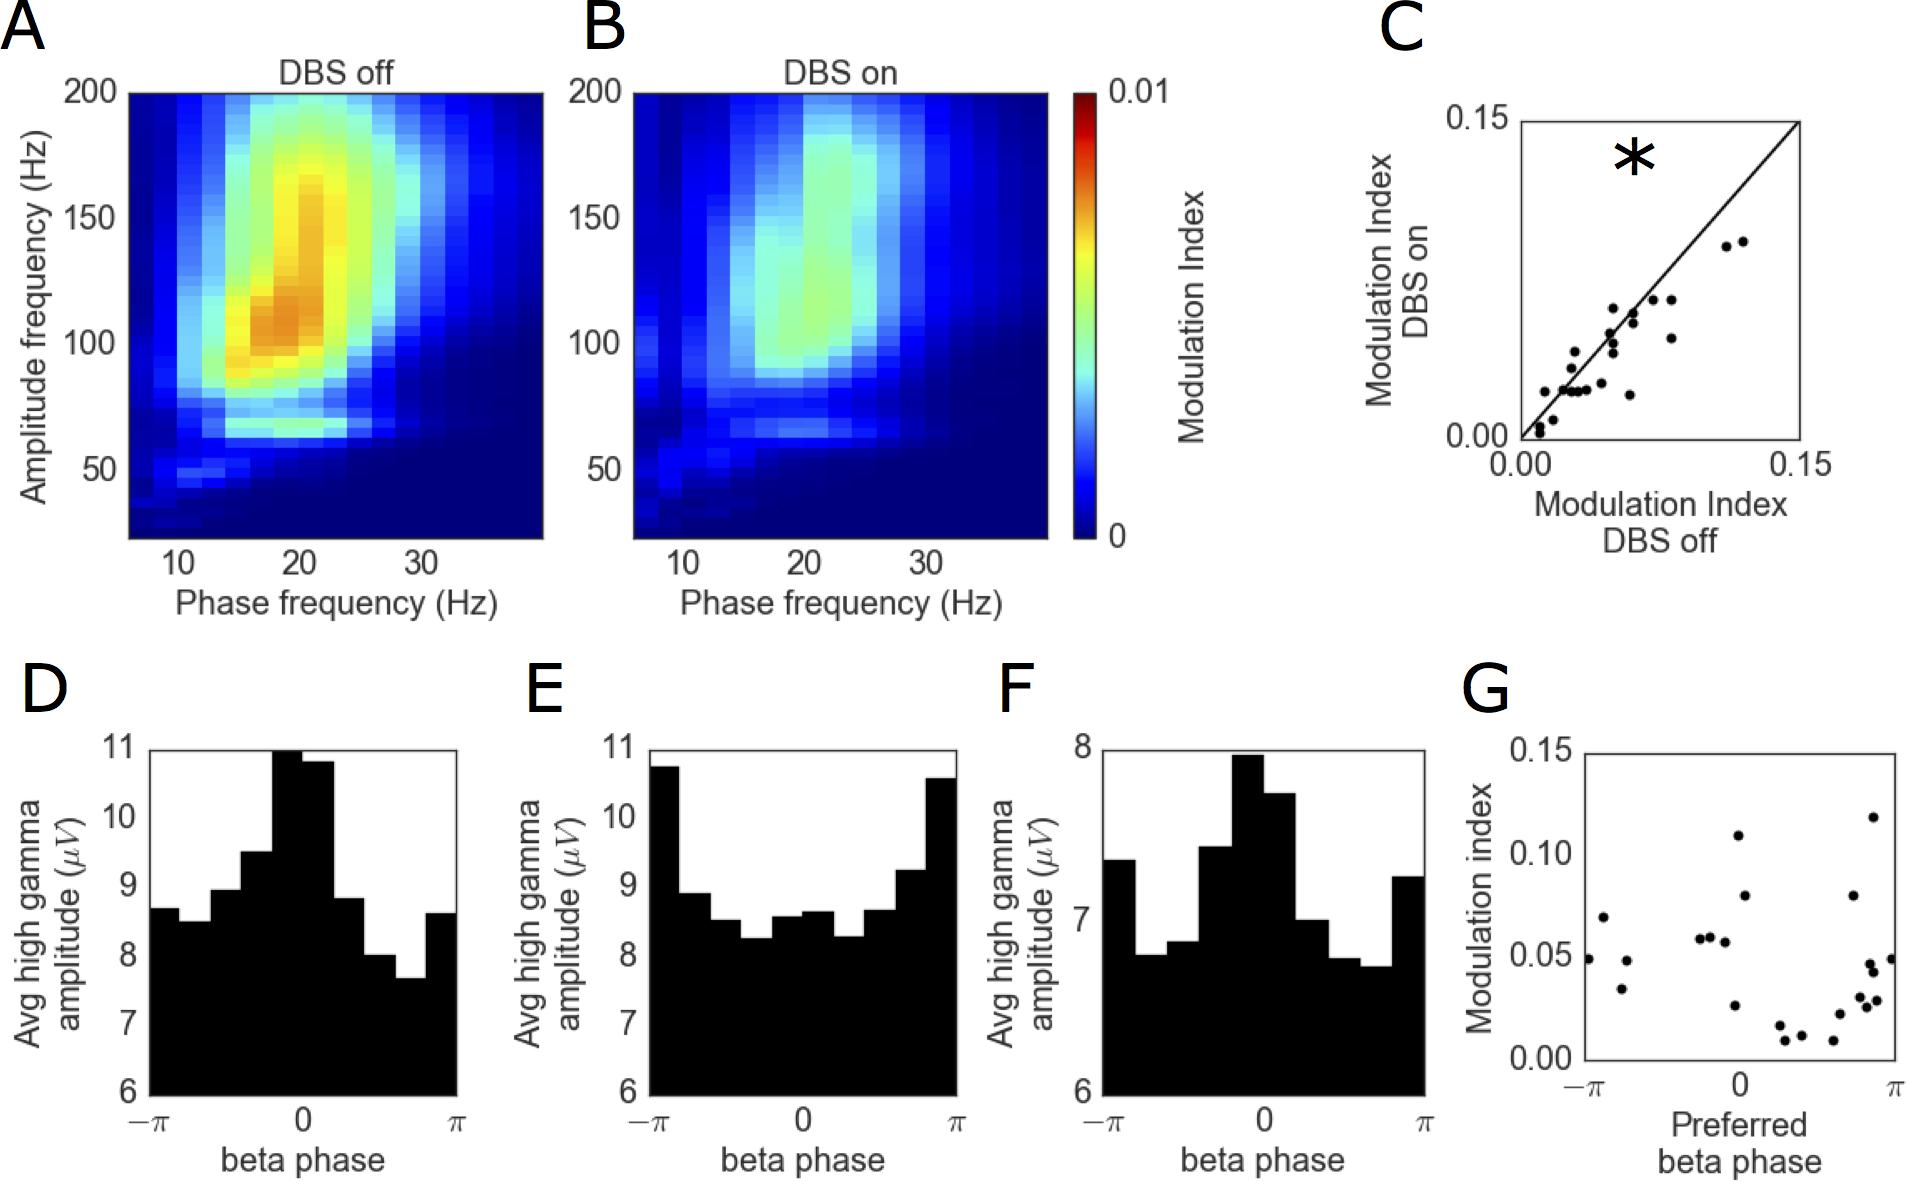 A
B
C
DBS off
DBS on
200
150
100
50
Amplitude frequency (Hz)
10
20
30
Phase frequency (Hz)
200
150
100
50
10
20
30
Phase frequency (Hz)
0.01
0
Modulation Index
0.15
0.00
Modulation Index
DBS on
*
0.00
0.15
Modulation Index
DBS off
D
E
F
G
11
10
9
8
7
6
Avg high gamma
amplitude (μV)
−π
0
π
beta phase
11
10
9
8
7
6
Avg high gamma
amplitude (μV)
−π
0
π
beta phase
8
7
6
Avg high gamma
amplitude (μV)
−π
0
π
beta phase
0.15
0.10
0.05
0.00
Modulation index
−π
0
π
Preferred
beta phase